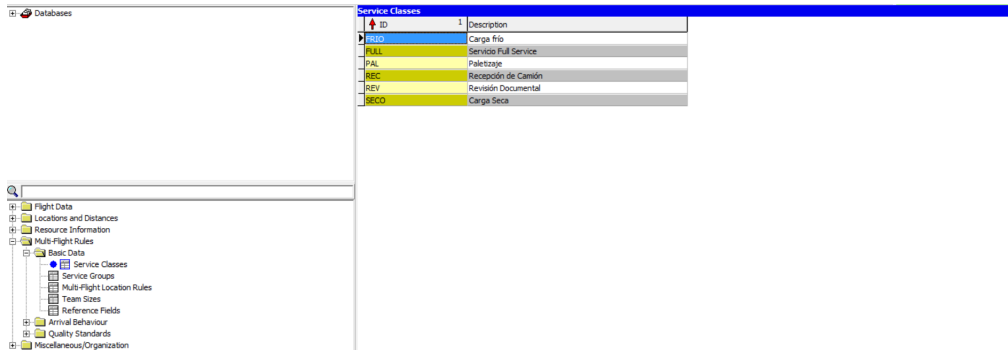 Databases
Flight Data
Locations and Distances
Resource Information
Multi-Flight Rules
Basic Data
Service Classes
Service Groups
Multi-Flight Location Rules
Team Sizes
Reference Fields
Arrival Behaviour
Quality Standards
Miscellaneous/Organization
Service Classes
ID 1 Description
FRIO Carga frío
FULL Servicio Full Service
PAL Paletizaje
REC Recepción de Camión
REV Revisión Documental
SECO Carga Seca